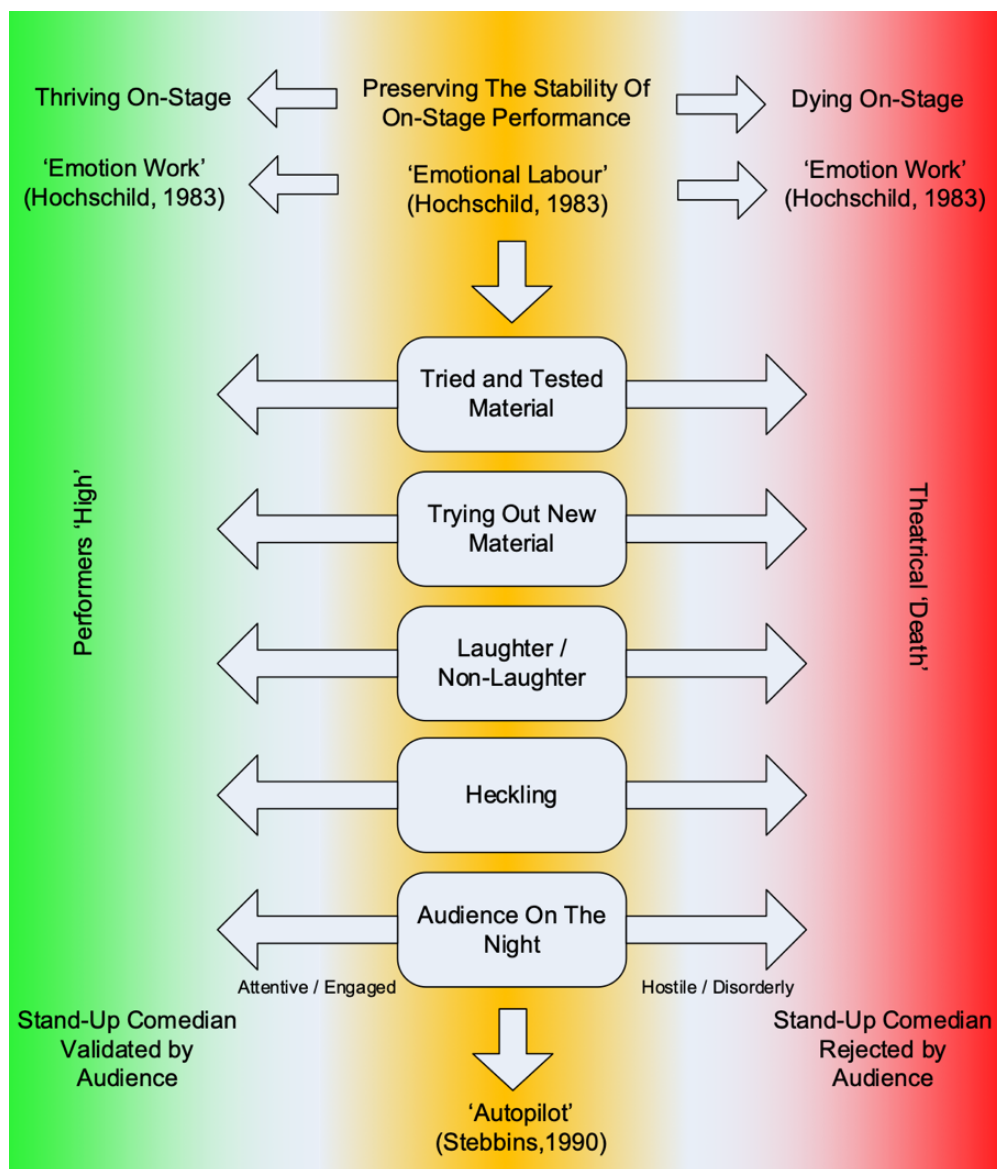 Thriving On-Stage
Preserving The Stability Of
On-Stage Performance
Dying On-Stage
‘Emotion Work’
(Hochschild, 1983)
‘Emotional Labour’
(Hochschild, 1983)
‘Emotion Work’
(Hochschild, 1983)
Tried and Tested
Material
Trying Out New
Material
Performers ‘High’
Theatrical ‘Death’
Laughter /
Non-Laughter
Heckling
Audience On The
Night
Attentive / Engaged
Hostile / Disorderly
Stand-Up Comedian
Validated by
Audience
Stand-Up Comedian
Rejected by
Audience
‘Autopilot’
(Stebbins,1990)